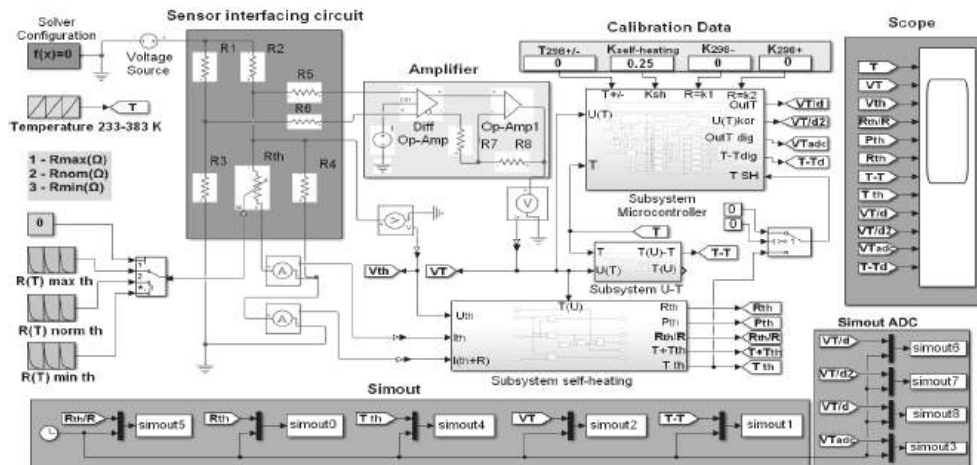 Solver
Configuration
f(x)=0
Voltage
Source
Sensor interfacing circuit
R1
R2
R5
R6
R3
Rth
R4
Temperature 233-383 K
T
1 - Rmax(Ω)
2 - Rnom(Ω)
3 - Rmin(Ω)
0
1
2
R(T) max th
R(T) norm th
R(T) min th
Amplifier
Diff
Op-Amp
Op-Amp1
R7
R8
V
V
A
A
Vth
VT
Calibration Data
T298+/-
Kself-heating
K298-
K298+
0
0.25
0
0
T+/-
Ksh
R=k1
R=k2
U(T)
T
OutT
U(T)kor
OutT dig
T-Tdig
T SH
VT/d
VT/d2
VTadc
T-Td
Subsystem
Microcontroller
0
0
T
T
U(T)
T(U)-T
T(U)
T-T
Subsystem U-T
Uth
Ith
I(th+R)
T(U)
Rth
Pth
Rth/R
T+Tth
T th
Rth
Pth
Rth/R
T+Tth
T th
Subsystem self-heating
Scope
T
VT
Vth
Rth/R
Pth
Rth
T-T
T th
VT/d
VT/d2
VTadc
T-Td
Simout ADC
VT/d
simout6
VT/d2
simout7
VT/d
simout8
VTadc
simout3
Simout
Rth/R
simout5
Rth
simout0
T th
simout4
VT
simout2
T-T
simout1